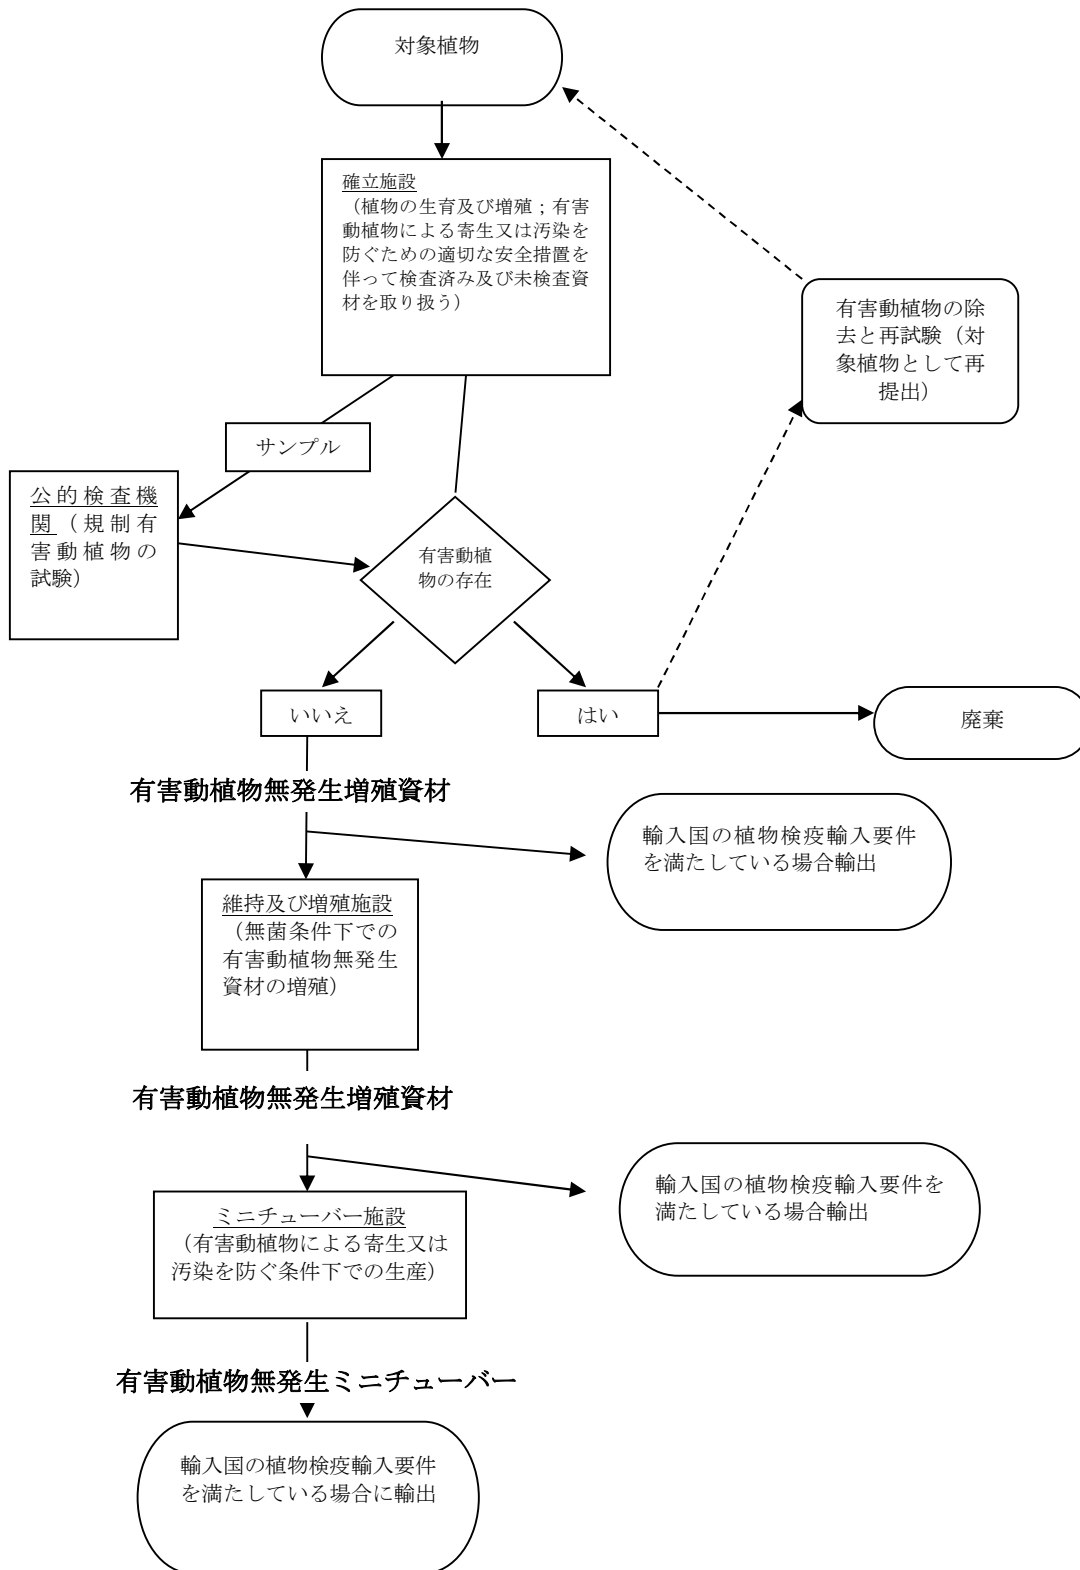 対象植物
確立施設
（植物の生育及び増殖；有害
動植物による寄生又は汚染を
防ぐための適切な安全措置を
伴って検査済み及び未検査資
材を取り扱う）
有害動植物の除
去と再試験（対
象植物として再
提出）
サンプル
公的検査機
関（規制有
害動植物の
試験）
有害動植
物の存在
いいえ
はい
廃棄
有害動植物無発生増殖資材
輸入国の植物検疫輸入要件
を満たしている場合輸出
維持及び増殖施設
（無菌条件下での
有害動植物無発生
資材の増殖）
有害動植物無発生増殖資材
輸入国の植物検疫輸入要件を
満たしている場合輸出
ミニチューバー施設
（有害動植物による寄生又は
汚染を防ぐ条件下での生産）
有害動植物無発生ミニチューバー
輸入国の植物検疫輸入要件
を満たしている場合に輸出